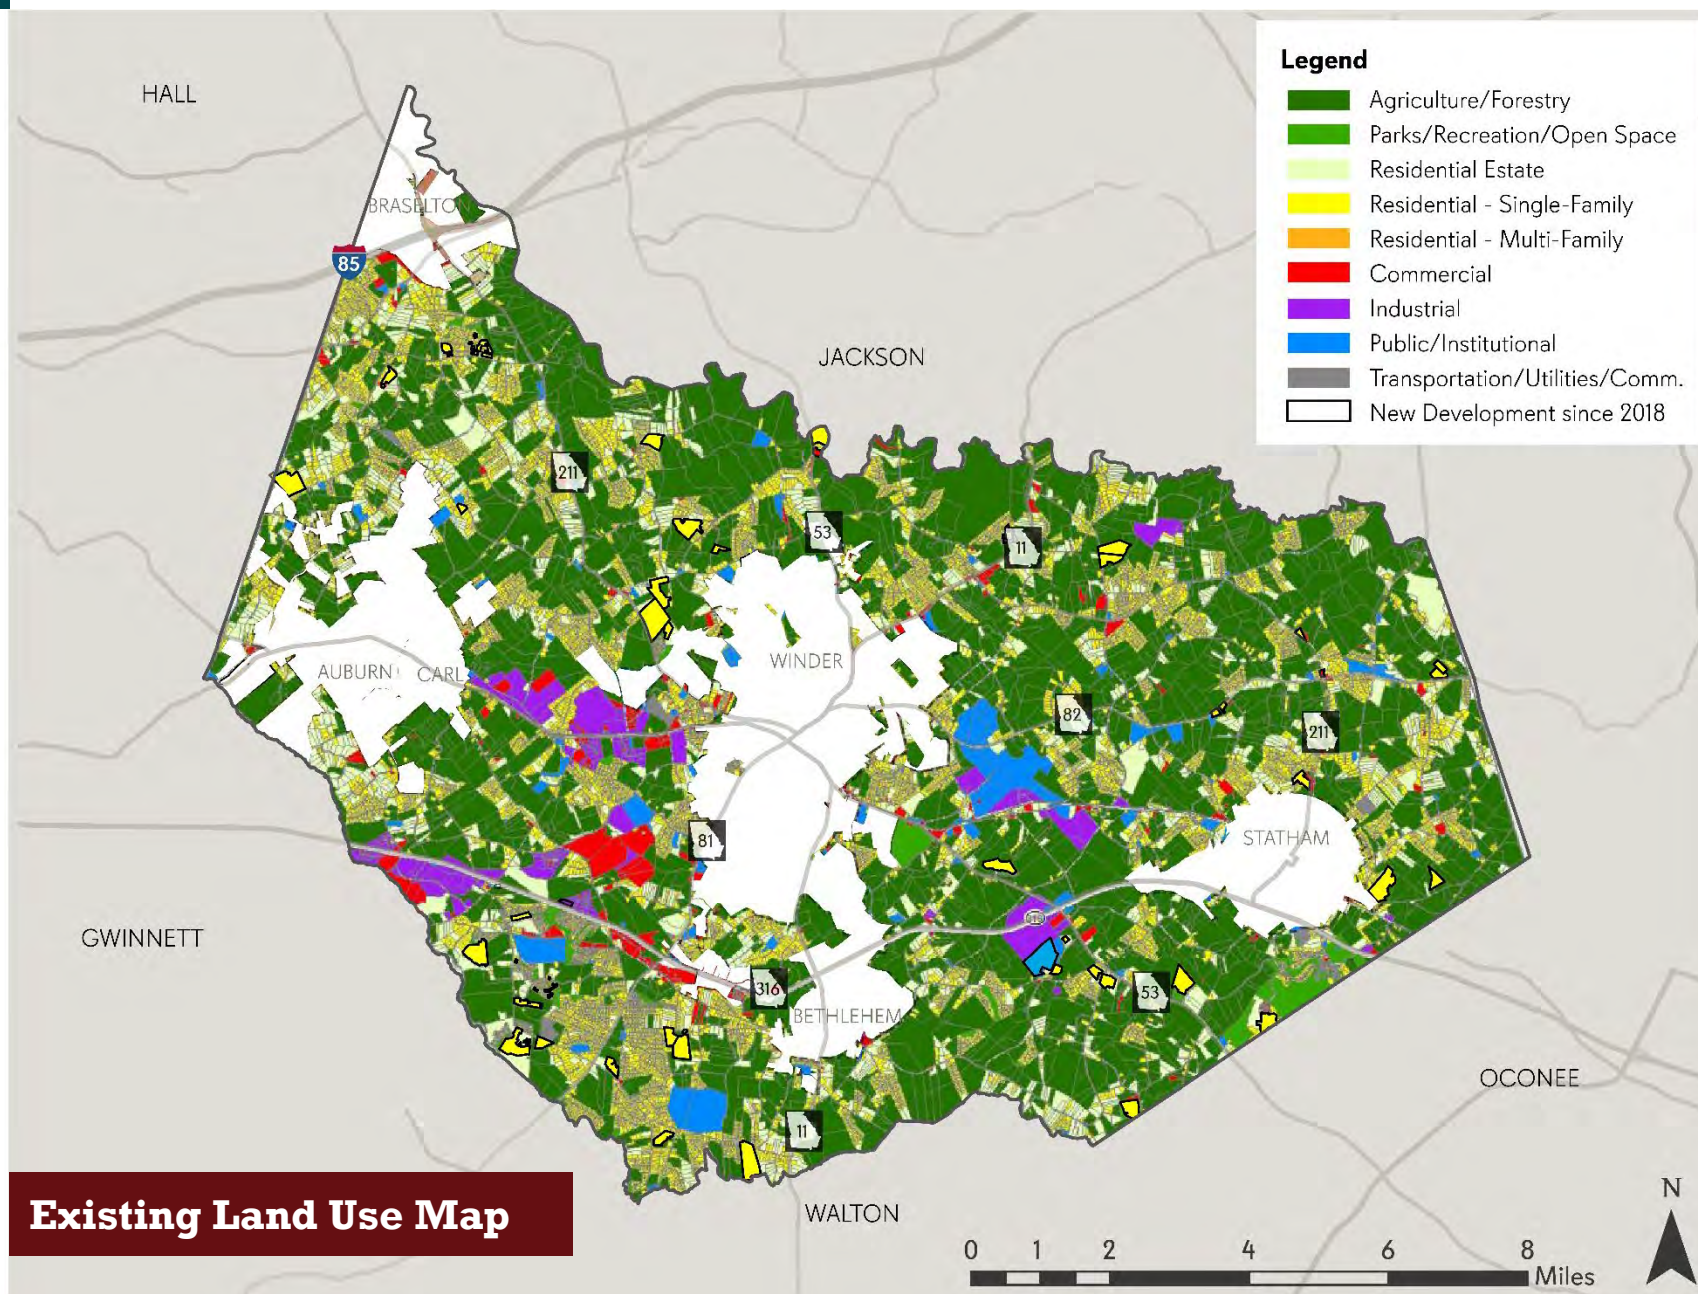 HALL
BRASELTON
85
JACKSON
211
53
11
AUBURN
CARL
WINDER
82
211
81
STATHAM
GWINNETT
316
BETHLEHEM
53
11
OCONEE
WALTON
Legend
Agriculture/Forestry
Parks/Recreation/Open Space
Residential Estate
Residential - Single-Family
Residential - Multi-Family
Commercial
Industrial
Public/Institutional
Transportation/Utilities/Comm.
New Development since 2018
Existing Land Use Map
N
0 1 2 4 6 8
Miles